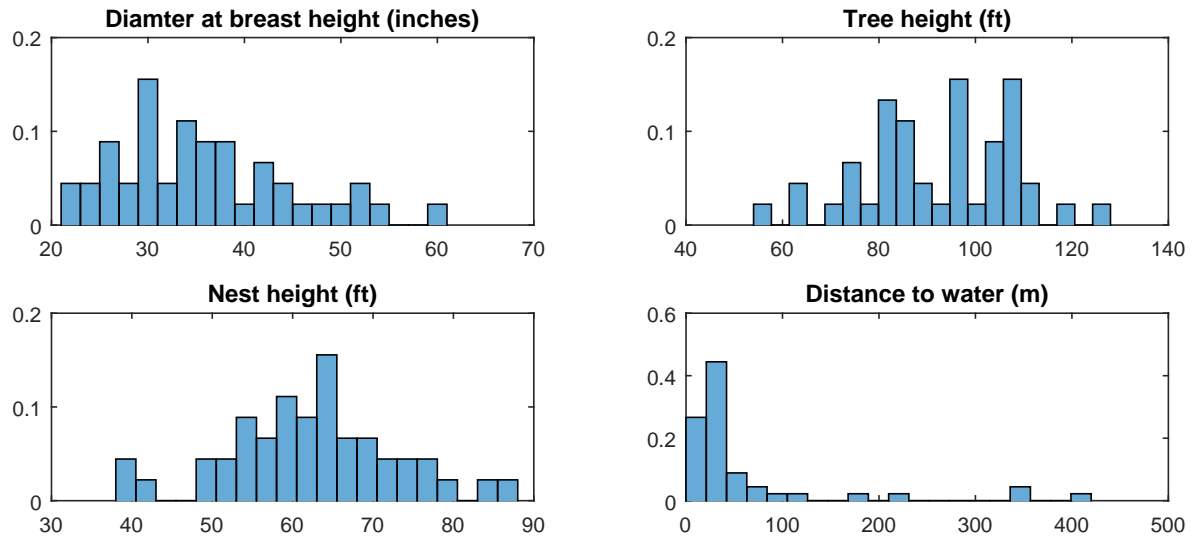 Diamter at breast height (inches)
0.2
0.1
0
20 30 40 50 60 70
Tree height (ft)
0.2
0.1
0
40 60 80 100 120 140
Nest height (ft)
0.2
0.1
0
30 40 50 60 70 80 90
Distance to water (m)
0.6
0.4
0.2
0
0 100 200 300 400 500